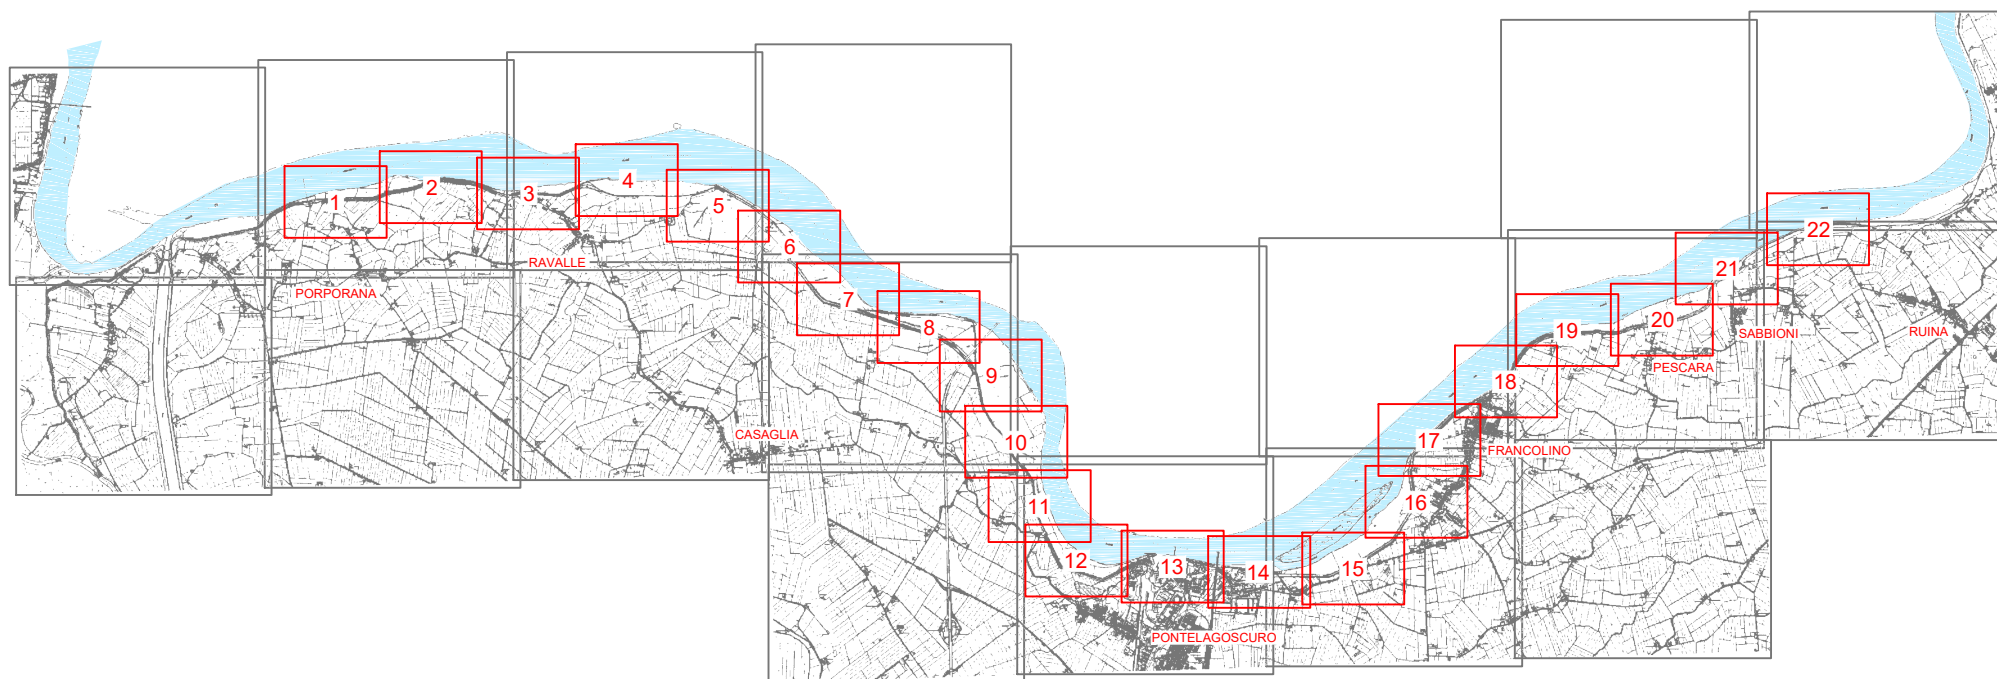 1
2
3
4
5
6
RAVALLE
PORPORANA
7
8
9
CASAGLIA
10
11
12
13
14
15
PONTELAGOSCURO
16
17
FRANCOLINO
18
19
20
PESCARA
21
SABBIONI
22
RUINA